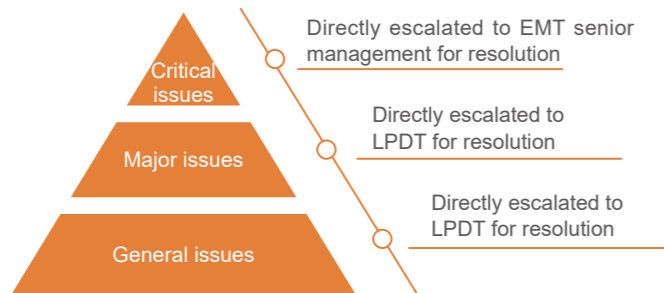 Critical
issues
Directly escalated to EMT senior
management for resolution
Major issues
Directly escalated to
LPDT for resolution
General issues
Directly escalated to
LPDT for resolution